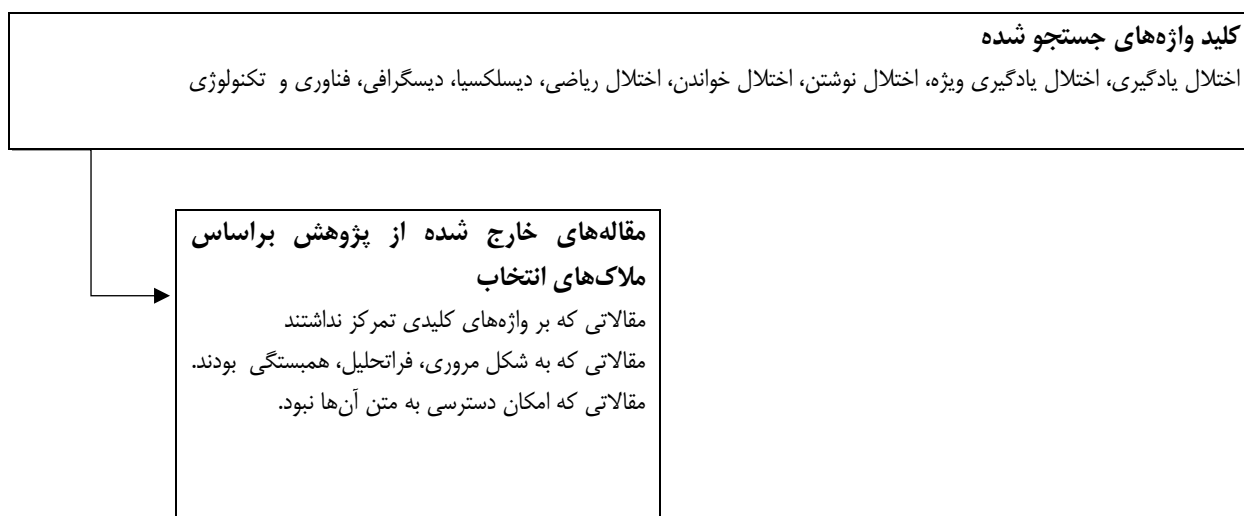 کلید واژه‌های جستجو شده
اختلال یادگیری، اختلال یادگیری ویژه، اختلال نوشتن، اختلال خواندن، اختلال ریاضی، دیسلکسیا، دیسگرافی، فناوری و تکنولوژی
مقاله‌های خارج شده از پژوهش براساس
ملاک‌های انتخاب
مقالاتی که بر واژه‌های کلیدی تمرکز نداشتند
مقالاتی که به شکل مروری، فراتحلیل، همبستگی بودند.
مقالاتی که امکان دسترسی به متن آن‌ها نبود.